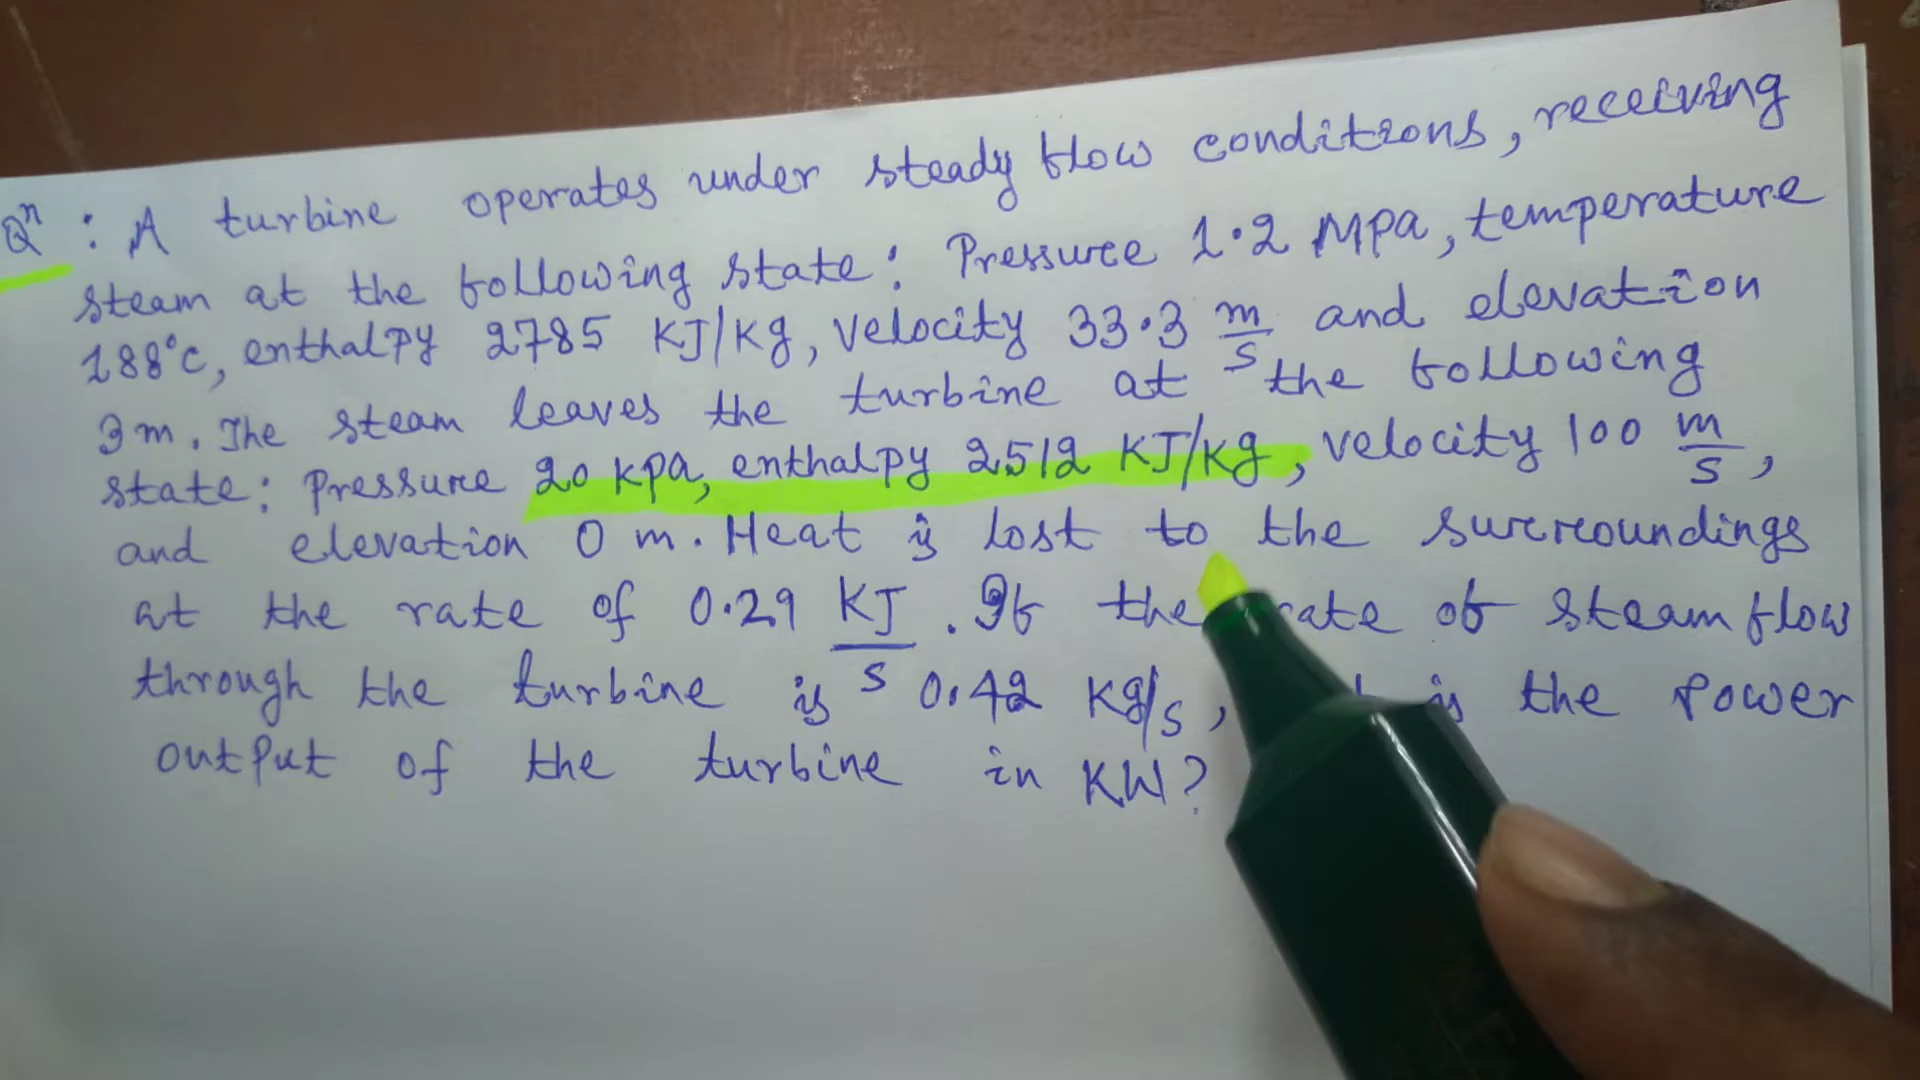 Qn : A turbine operates under steady flow conditions, receiving
steam at the following state: Pressure 1.2 MPa, temperature
188°C, enthalpy 2785 KJ/Kg, velocity 33.3 m/s and elevation
3m. The steam leaves the turbine at the following
state: Pressure 20 kPa, enthalpy 2512 KJ/Kg, velocity 100 m/s,
and elevation 0 m. Heat is lost to the surroundings
at the rate of 0.29 KJ/s. If the rate of steam flow
through the turbine is 0.42 Kg/s, is the Power
output of the turbine in KW?